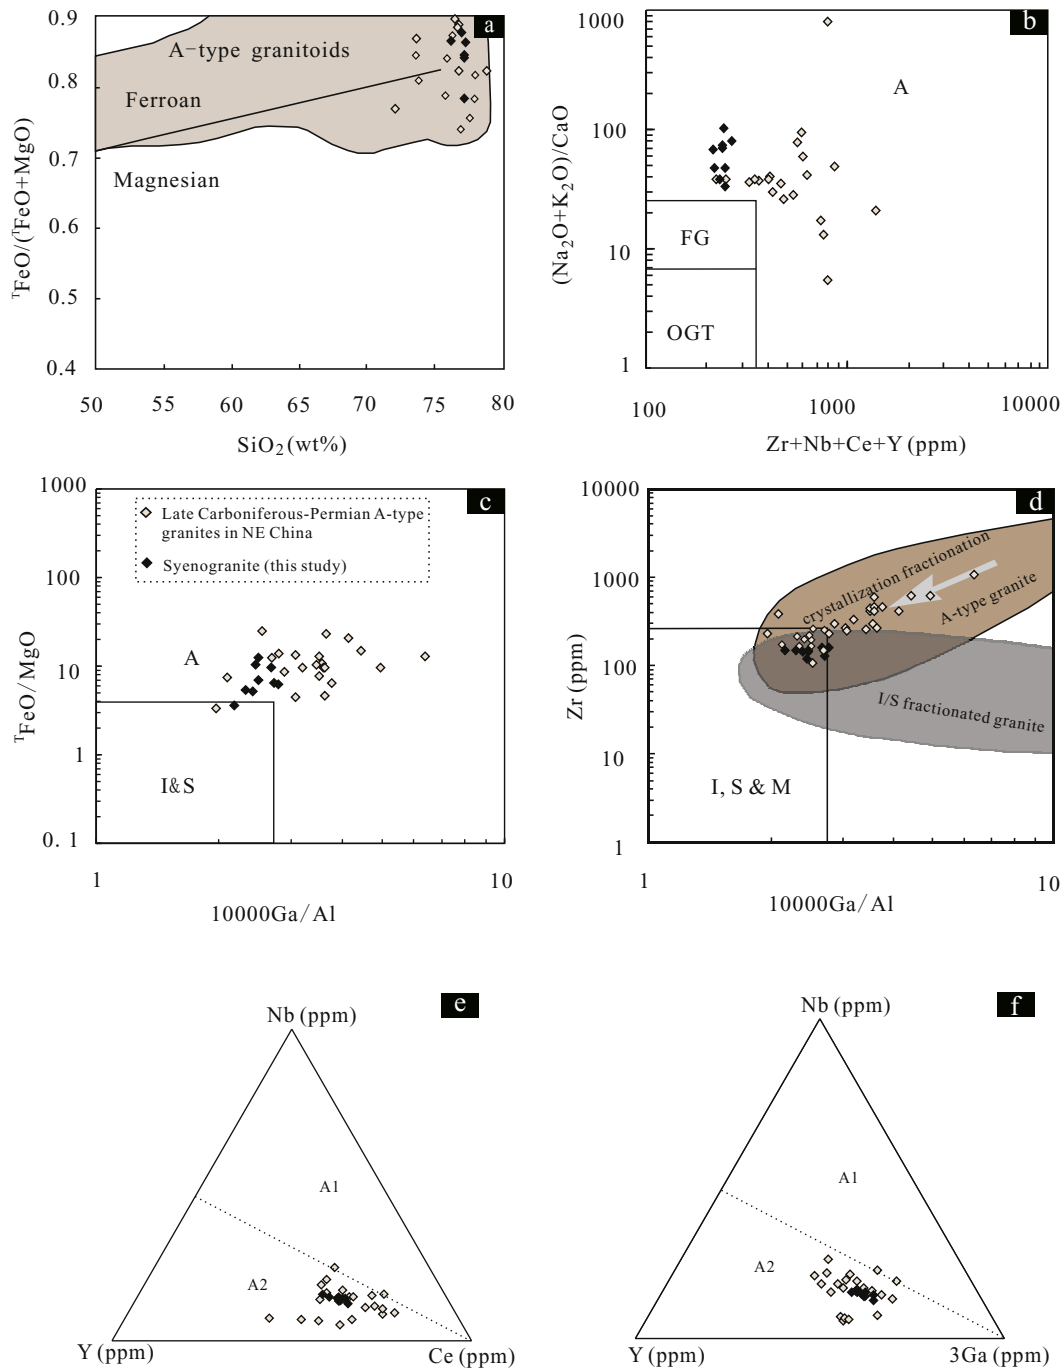 a
0.9
0.8
0.7
0.6
0.5
0.4
ᵀFeO/(ᵀFeO+MgO)
A-type granitoids
Ferroan
Magnesian
50
55
60
65
70
75
80
SiO₂(wt%)
b
1000
100
10
1
(Na₂O+K₂O)/CaO
A
FG
OGT
100
1000
10000
Zr+Nb+Ce+Y (ppm)
c
1000
100
10
1
0.1
ᵀFeO/MgO
Late Carboniferous-Permian A-type
granites in NE China
Syenogranite (this study)
A
I&S
1
10
10000Ga/Al
d
10000
1000
100
10
1
Zr (ppm)
crystallization fractionation
A-type granite
I/S fractionated granite
I, S & M
1
10
10000Ga/Al
e
Nb (ppm)
A1
A2
Y (ppm)
Ce (ppm)
f
Nb (ppm)
A1
A2
Y (ppm)
3Ga (ppm)